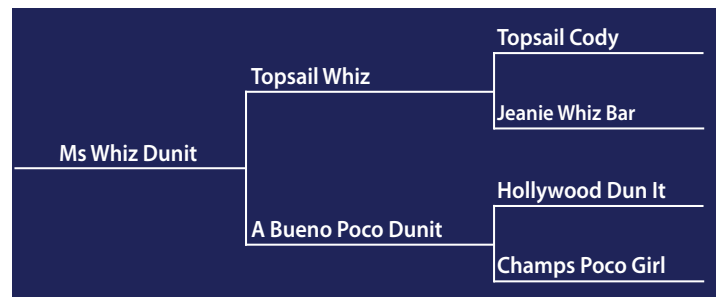 Topsail Cody
Topsail Whiz
Jeanie Whiz Bar
Ms Whiz Dunit
Hollywood Dun It
A Bueno Poco Dunit
Champs Poco Girl